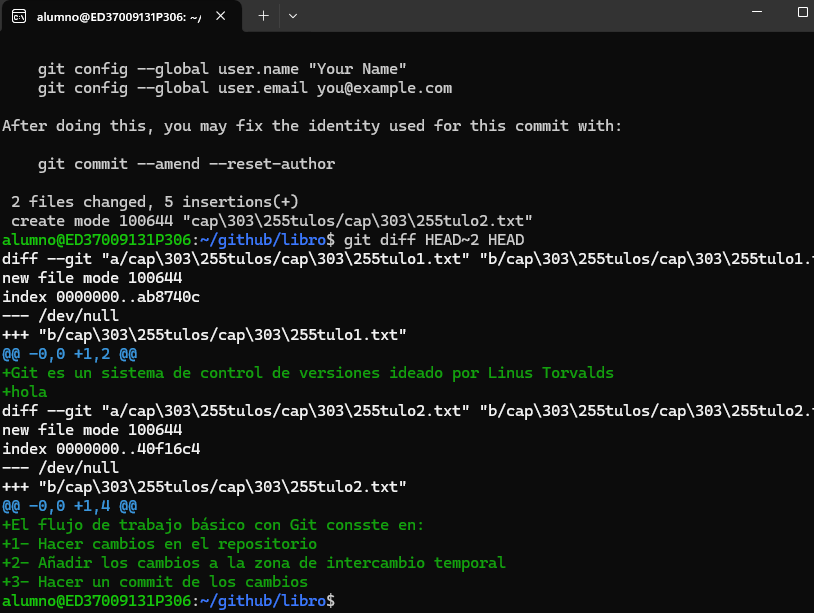 alumno@ED37009131P306: ~/
git config --global user.name "Your Name"
git config --global user.email you@example.com
After doing this, you may fix the identity used for this commit with:
git commit --amend --reset-author
2 files changed, 5 insertions(+)
create mode 100644 "cap\303\255tulos/cap\303\255tulo2.txt"
alumno@ED37009131P306:~/github/libro$ git diff HEAD~2 HEAD
diff --git "a/cap\303\255tulos/cap\303\255tulo1.txt" "b/cap\303\255tulos/cap\303\255tulo1.
new file mode 100644
index 0000000..ab8740c
--- /dev/null
+++ "b/cap\303\255tulos/cap\303\255tulo1.txt"
@@ -0,0 +1,2 @@
+Git es un sistema de control de versiones ideado por Linus Torvalds
+hola
diff --git "a/cap\303\255tulos/cap\303\255tulo2.txt" "b/cap\303\255tulos/cap\303\255tulo2.
new file mode 100644
index 0000000..40f16c4
--- /dev/null
+++ "b/cap\303\255tulos/cap\303\255tulo2.txt"
@@ -0,0 +1,4 @@
+El flujo de trabajo básico con Git consste en:
+1- Hacer cambios en el repositorio
+2- Añadir los cambios a la zona de intercambio temporal
+3- Hacer un commit de los cambios
alumno@ED37009131P306:~/github/libro$